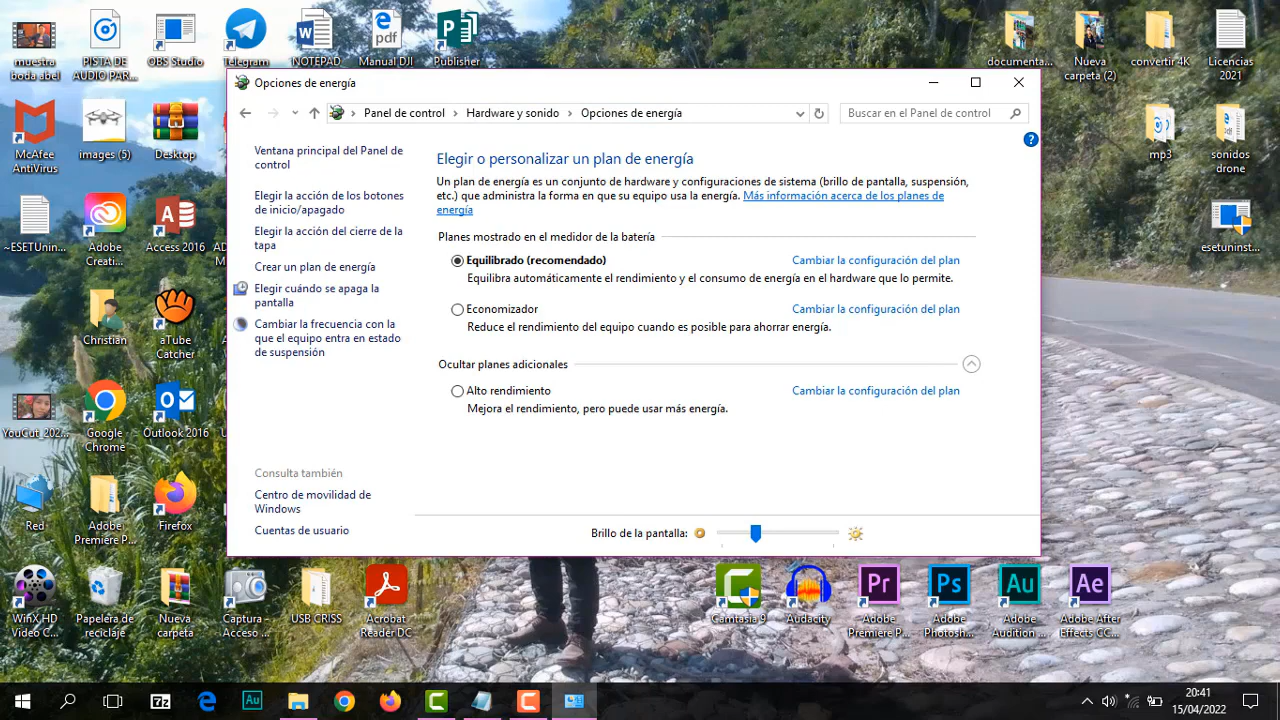 muestra
boda abel
PISTA DE
AUDIO PAR...
OBS Studio
Telegram
NOTEPAD
Manual DJI
Publisher
documenta...
Nueva
carpeta (2)
convertir 4K
Licencias
2021
Opciones de energía
Panel de control > Hardware y sonido > Opciones de energía
Buscar en el Panel de control
McAfee
AntiVirus
images (5)
Desktop
mp3
sonidos
drone
Ventana principal del Panel de
control
Elegir la acción de los botones
de inicio/apagado
Elegir la acción del cierre de la
tapa
Crear un plan de energía
Elegir cuándo se apaga la
pantalla
Cambiar la frecuencia con la
que el equipo entra en estado
de suspensión
Consulta también
Centro de movilidad de
Windows
Cuentas de usuario
Elegir o personalizar un plan de energía
Un plan de energía es un conjunto de hardware y configuraciones de sistema (brillo de pantalla, suspensión,
etc.) que administra la forma en que su equipo usa la energía. Más información acerca de los planes de
energía
Planes mostrado en el medidor de la batería
Equilibrado (recomendado) Cambiar la configuración del plan
Equilibra automáticamente el rendimiento y el consumo de energía en el hardware que lo permite.
Economizador Cambiar la configuración del plan
Reduce el rendimiento del equipo cuando es posible para ahorrar energía.
Ocultar planes adicionales
Alto rendimiento Cambiar la configuración del plan
Mejora el rendimiento, pero puede usar más energía.
Brillo de la pantalla:
~ESETUnin...
Adobe
Creati...
Access 2016
esetuninst...
Christian
aTube
Catcher
YouCut_202...
Google
Chrome
Outlook 2016
Red
Adobe
Premiere P...
Firefox
WinX HD
Video C...
Papelera de
reciclaje
Nueva
carpeta
Captura -
Acceso ...
USB CRISS
Acrobat
Reader DC
Camtasia 9
Audacity
Pr
Adobe
Premiere P...
Ps
Adobe
Photosh...
Au
Adobe
Audition ...
Ae
Adobe After
Effects CC...
7z
Au
20:41
15/04/2022